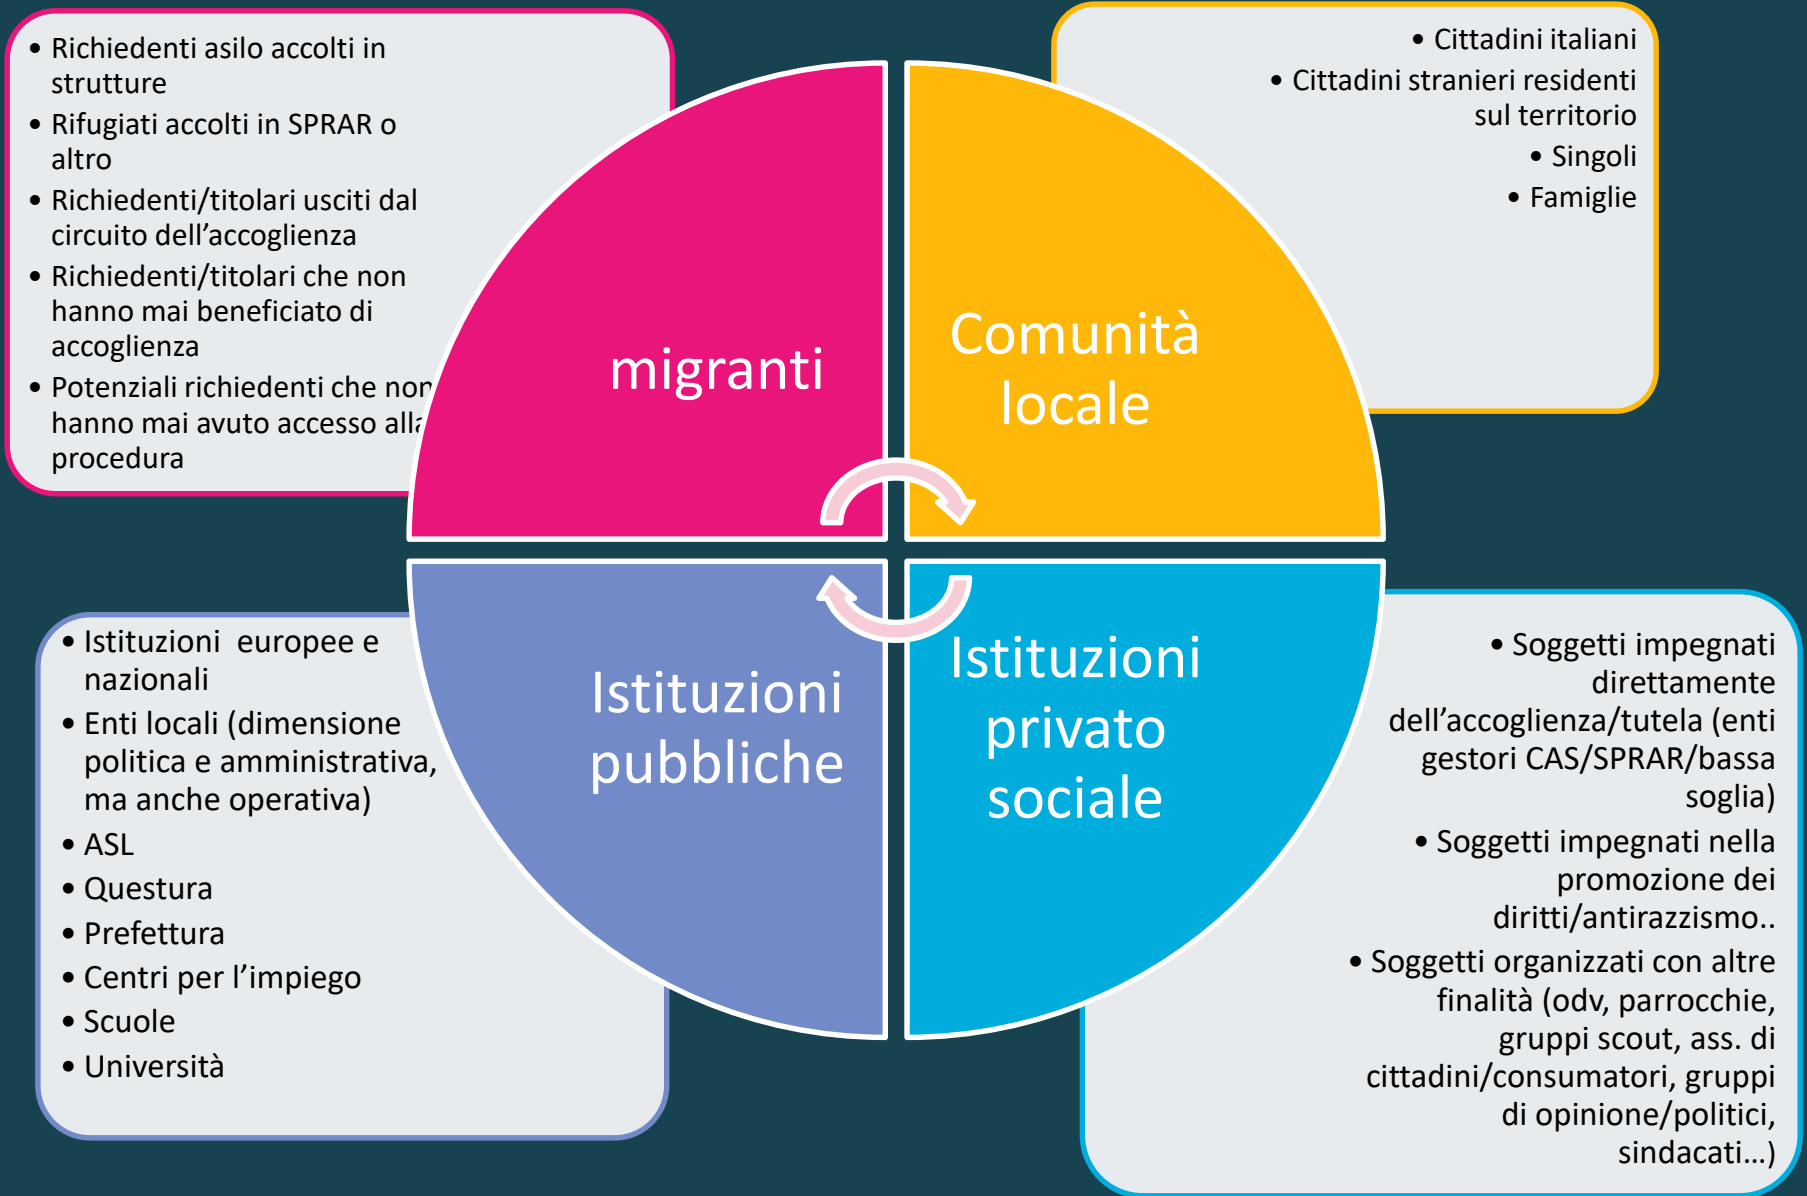 • Richiedenti asilo accolti in
strutture
• Rifugiati accolti in SPRAR o
altro
• Richiedenti/titolari usciti dal
circuito dell’accoglienza
• Richiedenti/titolari che non
hanno mai beneficiato di
accoglienza
• Potenziali richiedenti che non
hanno mai avuto accesso alla
procedura
• Cittadini italiani
• Cittadini stranieri residenti
sul territorio
• Singoli
• Famiglie
migranti
Comunità
locale
Istituzioni
pubbliche
Istituzioni
privato
sociale
• Istituzioni  europee e
nazionali
• Enti locali (dimensione
politica e amministrativa,
ma anche operativa)
• ASL
• Questura
• Prefettura
• Centri per l’impiego
• Scuole
• Università
• Soggetti impegnati
direttamente
dell’accoglienza/tutela (enti
gestori CAS/SPRAR/bassa
soglia)
• Soggetti impegnati nella
promozione dei
diritti/antirazzismo..
• Soggetti organizzati con altre
finalità (odv, parrocchie,
gruppi scout, ass. di
cittadini/consumatori, gruppi
di opinione/politici,
sindacati…)